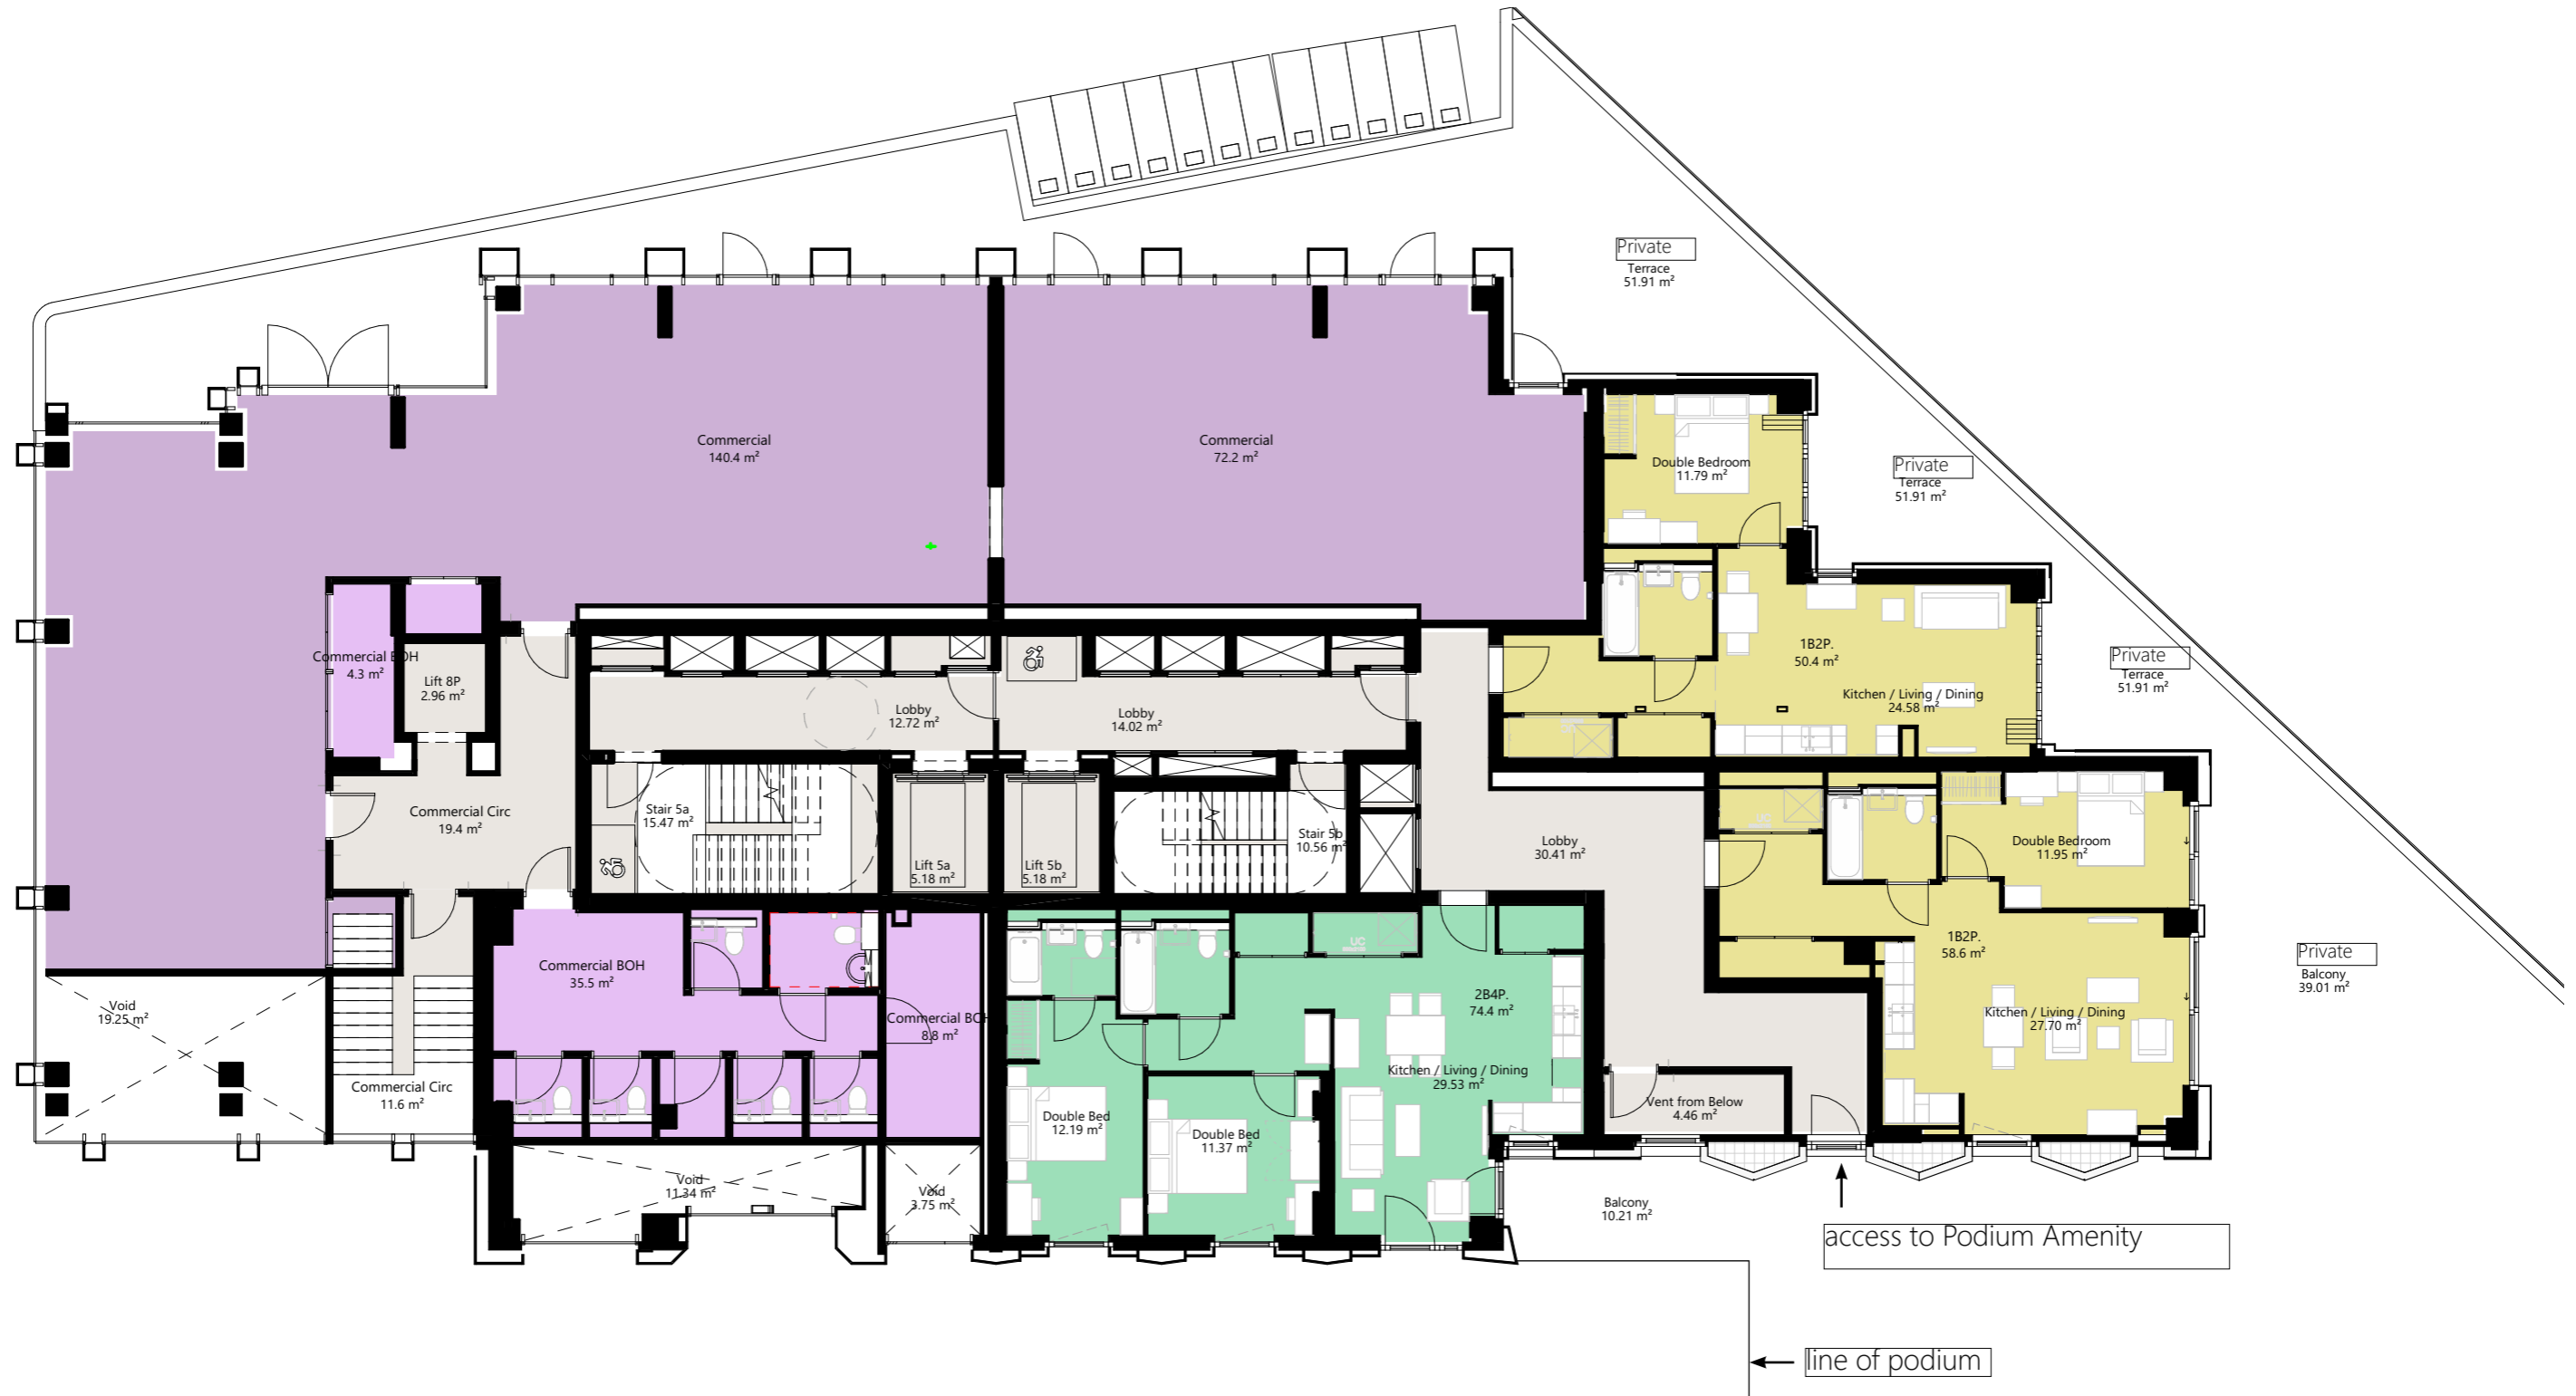 Private
Terrace
51.91 m²
Commercial
140.4 m²
Commercial
72.2 m²
Double Bedroom
11.79 m²
Private
Terrace
51.91 m²
Commercial BOH
4.3 m²
Lift 8P
2.96 m²
Lobby
12.72 m²
Lobby
14.02 m²
1B2P.
50.4 m²
Kitchen / Living / Dining
24.58 m²
Private
Terrace
51.91 m²
Commercial Circ
19.4 m²
Stair 5a
15.47 m²
Lift 5a
5.18 m²
Lift 5b
5.18 m²
Stair 5b
10.56 m²
Lobby
30.41 m²
UC
Double Bedroom
11.95 m²
Commercial BOH
35.5 m²
UC
1B2P.
58.6 m²
Private
Balcony
39.01 m²
Void
19.25 m²
Commercial BOH
8.8 m²
2B4P.
74.4 m²
Kitchen / Living / Dining
27.70 m²
Commercial Circ
11.6 m²
Double Bed
12.19 m²
Double Bed
11.37 m²
Kitchen / Living / Dining
29.53 m²
Vent from Below
4.46 m²
Void
11.34 m²
Void
3.75 m²
Balcony
10.21 m²
access to Podium Amenity
line of podium